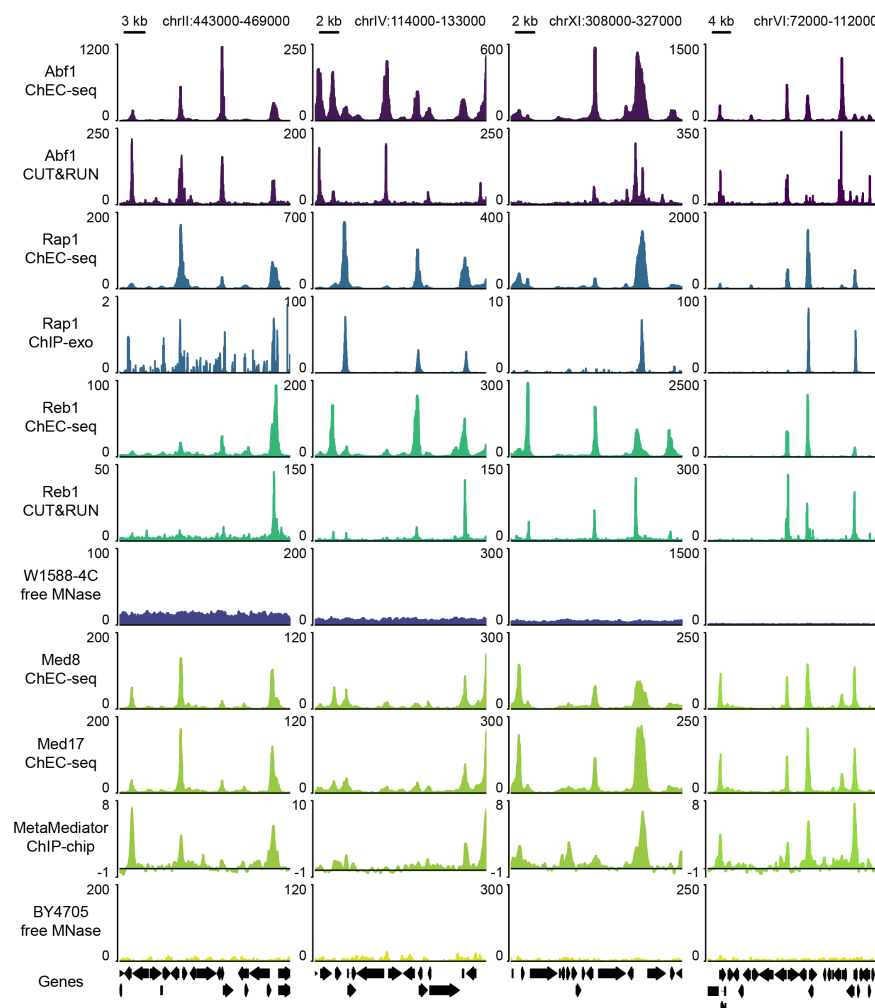 3 kb chrII:443000-469000 2 kb chrIV:114000-133000 2 kb chrXI:308000-327000 4 kb chrVI:72000-112000
1200 250 600 1500
Abf1
ChEC-seq
0 0 0 0
250 200 250 350
Abf1
CUT&RUN
0 0 0 0
200 700 400 2000
Rap1
ChEC-seq
0 0 0 0
2 100 10 100
Rap1
ChIP-exo
0 0 0 0
100 200 300 2500
Reb1
ChEC-seq
0 0 0 0
50 150 150 300
Reb1
CUT&RUN
0 0 0 0
100 200 300 1500
W1588-4C
free MNase
0 0 0 0
200 120 300 250
Med8
ChEC-seq
0 0 0 0
200 120 300 250
Med17
ChEC-seq
0 0 0 0
8 10 8 8
MetaMediator
ChIP-chip
-1 -1 -1 -1
200 120 300 250
BY4705
free MNase
0 0 0 0
Genes